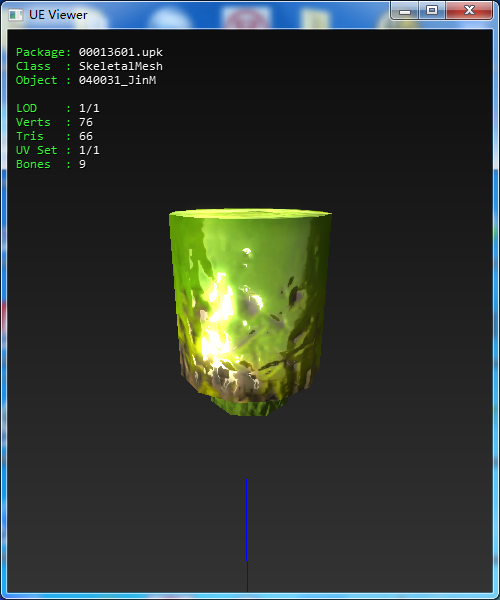 UE Viewer
Package: 00013601.upk
Class : SkeletalMesh
Object : 040031_JinM
LOD : 1/1
Verts : 76
Tris : 66
UV Set : 1/1
Bones : 9